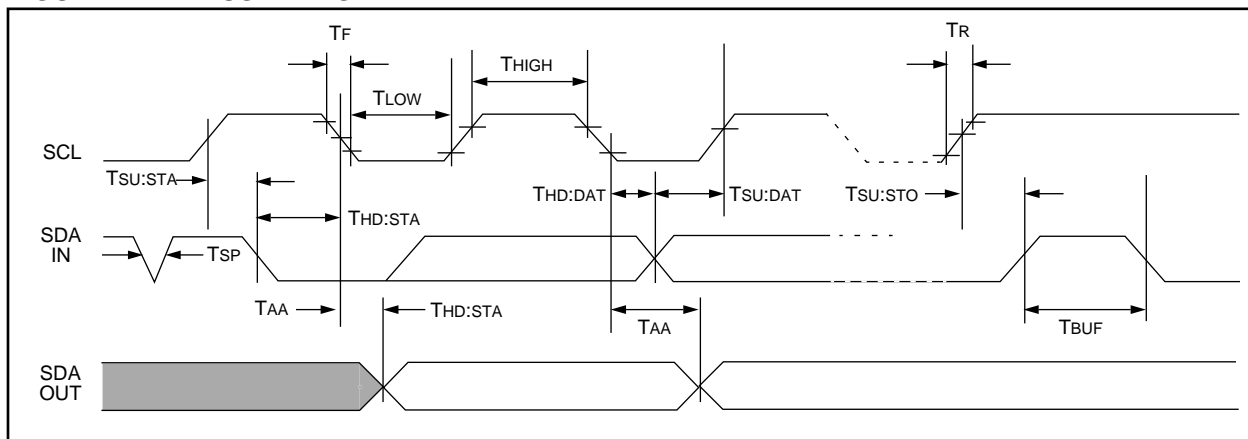 TF
TR
THIGH
TLOW
SCL
TSU:STA
THD:STA
THD:DAT
TSU:DAT
TSU:STO
SDA
IN
TSP
TAA
THD:STA
TAA
TBUF
SDA
OUT